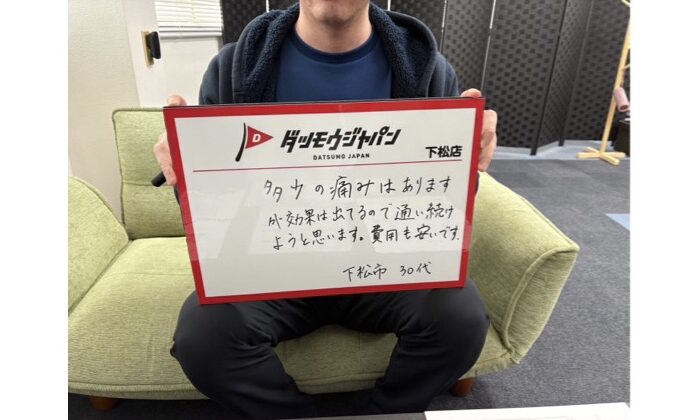 D
ダツモウジャパン
DATSUMO JAPAN
下松店
多少の痛みはあります
が効果は出てるので通い続け
ようと思います。費用も安いです。
下松市 30代